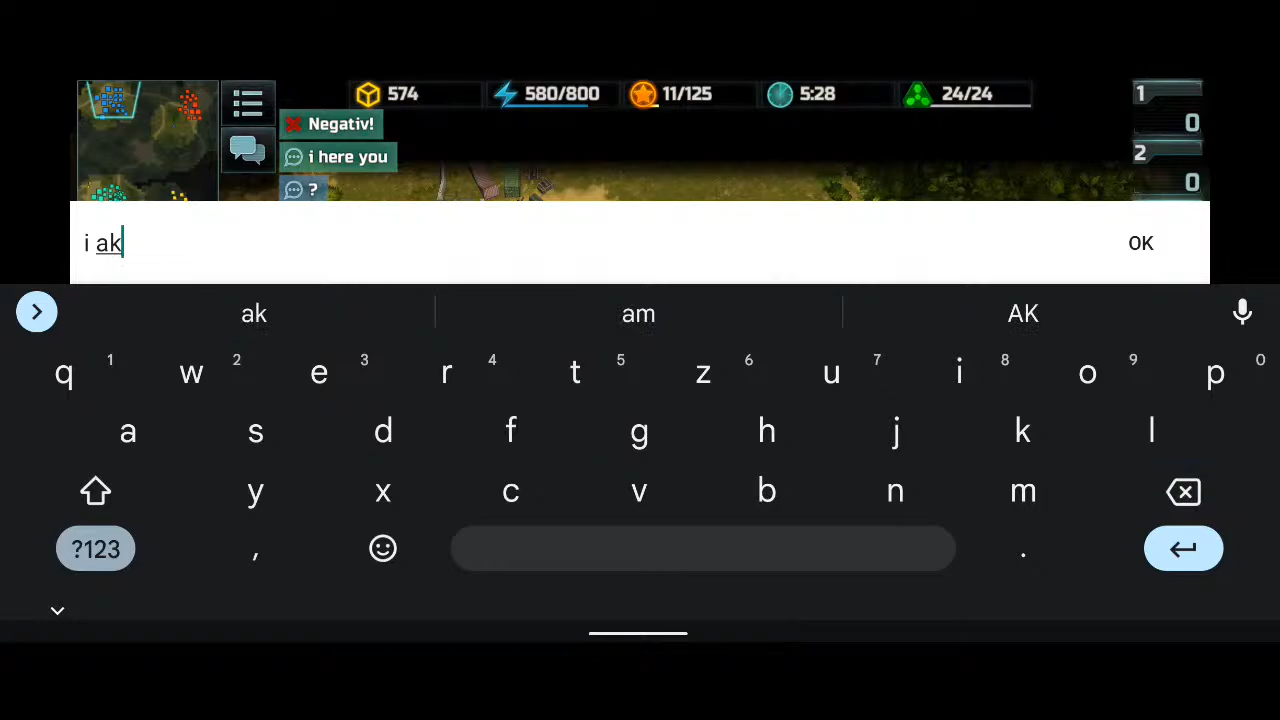 574 580/800 11/125 5:28 24/24 1
0
Negativ!
i here you
2
?
0
i ak
OK
ak am AK
q 1 w 2 e 3 r 4 t 5 z 6 u 7 i 8 o 9 p 0
a s d f g h j k l
y x c v b n m
?123 , .